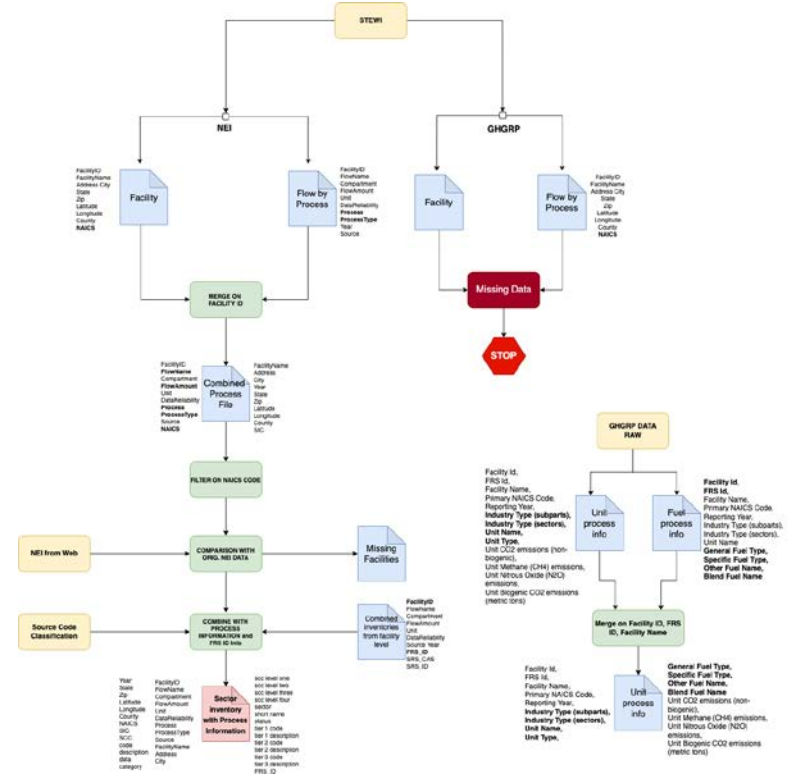 STEWI
NEI
GHGRP
FacilityID
FacilityName
Address City
State
Zip
Latitude
Longitude
County
NAICS
Facility
Flow by
Process
FacilityID
FlowName
Compartment
FlowAmount
Unit
DataReliability
Process
ProcessType
Year
Source
Facility
Flow by
Process
FacilityID
FacilityName
Address City
State
Zip
Latitude
Longitude
County
NAICS
MERGE ON
FACILITY ID
Missing Data
STOP
FacilityID
FlowName
Compartment
FlowAmount
Unit
DataReliability
Process
ProcessType
Source
NAICS
Combined
Process
File
FacilityName
Address
City
Year
State
Zip
Latitude
Longitude
County
SIC
FILTER ON NAICS CODE
NEI from Web
COMPARISON WITH
ORIG. NEI DATA
Missing
Facilities
Source Code
Classification
COMBINE WITH
PROCESS
INFORMATION and
FRS ID Info
Combined
inventories
from facility
level
FacilityID
FlowName
Compartment
FlowAmount
Unit
DataReliability
Source Year
FRS_ID
SRS_CAS
SRS_ID
Year
State
Zip
Latitude
Longitude
County
NAICS
SIC
SCC
code
description
data
category
FacilityID
FlowName
Compartment
FlowAmount
Unit
DataReliability
Process
ProcessType
Source
FacilityName
Address
City
Sector
inventory
with Process
Information
scc level one
scc level two
scc level three
scc level four
sector
short name
status
tier 1 code
tier 1 description
tier 2 code
tier 2 description
tier 3 code
tier 3 description
FRS_ID
GHGRP DATA
RAW
Facility Id,
FRS Id,
Facility Name,
Primary NAICS Code,
Reporting Year,
Industry Type (subparts),
Industry Type (sectors),
Unit Name,
Unit Type,
Unit CO2 emissions (non-
biogenic),
Unit Methane (CH4) emissions,
Unit Nitrous Oxide (N2O)
emissions,
Unit Biogenic CO2 emissions
(metric tons)
Unit
process
info
Fuel
process
info
Facility Id,
FRS Id,
Facility Name,
Primary NAICS Code,
Reporting Year,
Industry Type (subparts),
Industry Type (sectors),
Unit Name
General Fuel Type,
Specific Fuel Type,
Other Fuel Name,
Blend Fuel Name
Merge on Facility ID, FRS
ID, Facility Name
Facility Id,
FRS Id,
Facility Name,
Primary NAICS Code,
Reporting Year,
Industry Type (subparts),
Industry Type (sectors),
Unit Name,
Unit Type,
Unit
process
info
General Fuel Type,
Specific Fuel Type,
Other Fuel Name,
Blend Fuel Name
Unit CO2 emissions (non-
biogenic),
Unit Methane (CH4) emissions,
Unit Nitrous Oxide (N2O)
emissions,
Unit Biogenic CO2 emissions
(metric tons)